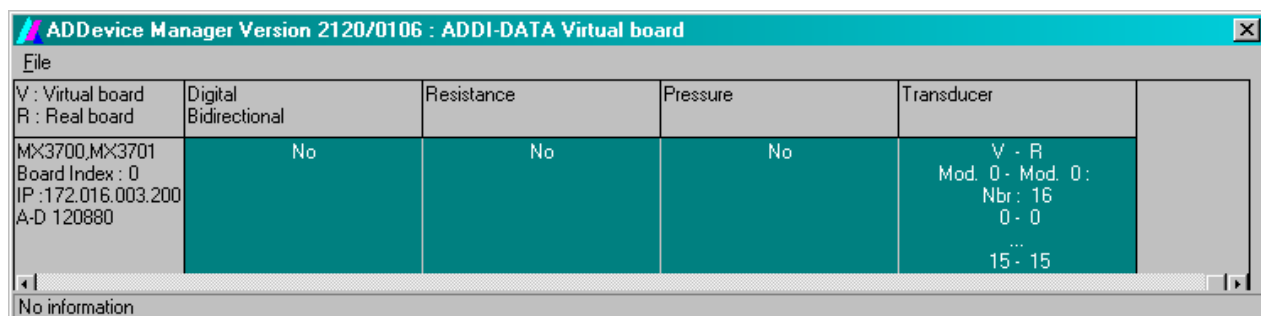 ADDevice Manager Version 2120/0106 : ADDI-DATA Virtual board
File
V : Virtual board
R : Real board
Digital
Bidirectional
Resistance
Pressure
Transducer
MX3700,MX3701
Board Index : 0
IP :172.016.003.200
A-D 120880
No
No
No
V - R
Mod. 0 - Mod. 0 :
Nbr : 16
0 - 0
...
15 - 15
No information